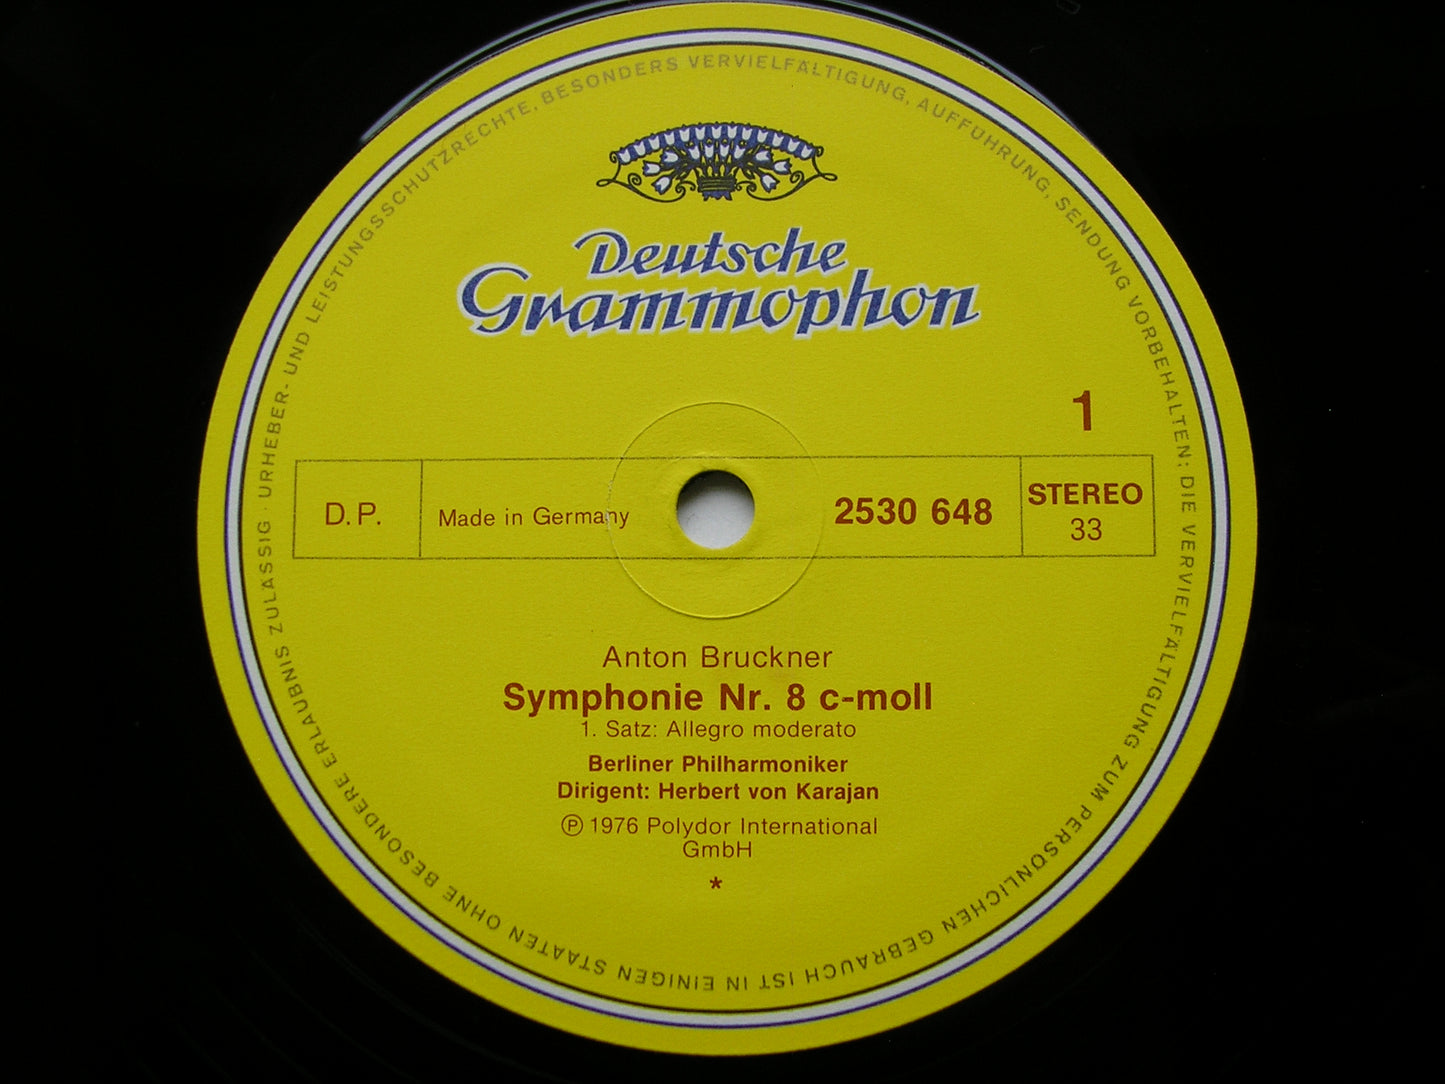 URHEBER- UND LEISTUNGSSCHUTZRECHTE, BESONDERS VERVIELFÄLTIGUNG, AUFFÜHRUNG, SENDUNG VORBEHALTEN; DIE VERVIELFÄLTIGUNG ZUM PERSÖNLICHEN GEBRAUCH IST IN EINIGEN STAATEN OHNE BESONDERE ERLAUBNIS ZULÄSSIG ·
Deutsche
Grammophon
1
D.P.
Made in Germany
2530 648
STEREO
33
Anton Bruckner
Symphonie Nr. 8 c-moll
1. Satz: Allegro moderato
Berliner Philharmoniker
Dirigent: Herbert von Karajan
℗ 1976 Polydor International
GmbH
*